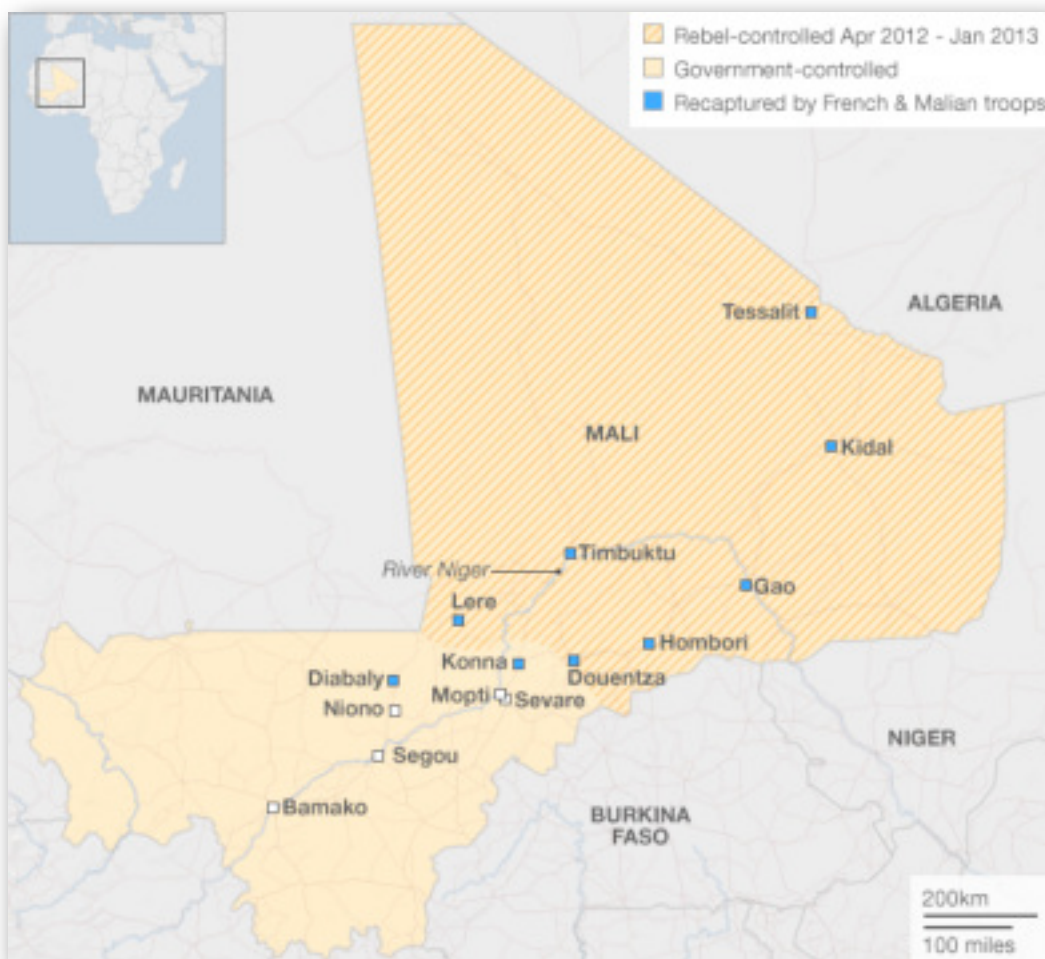 Rebel-controlled Apr 2012 - Jan 2013
Government-controlled
Recaptured by French & Malian troops
Tessalit
ALGERIA
MAURITANIA
MALI
Kidal
Timbuktu
River Niger
Gao
Lere
Hombori
Konna
Douentza
Diabaly
Mopti
Sevare
Niono
NIGER
Segou
Bamako
BURKINA
FASO
200km
100 miles